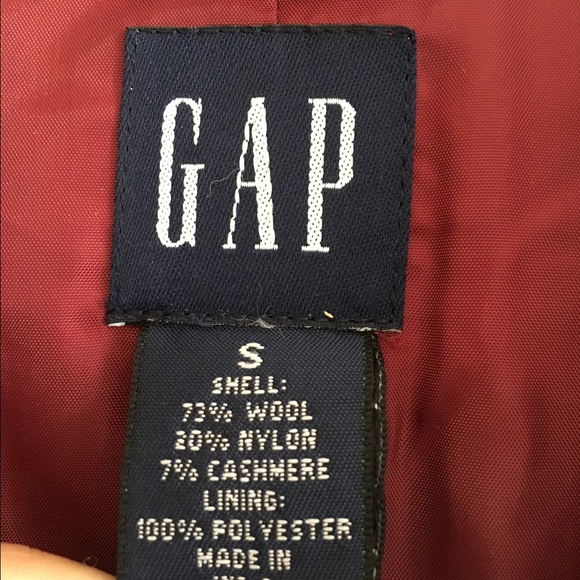 GAP
S
SHELL:
73% WOOL
20% NYLON
7% CASHMERE
LINING:
100% POLYESTER
MADE IN